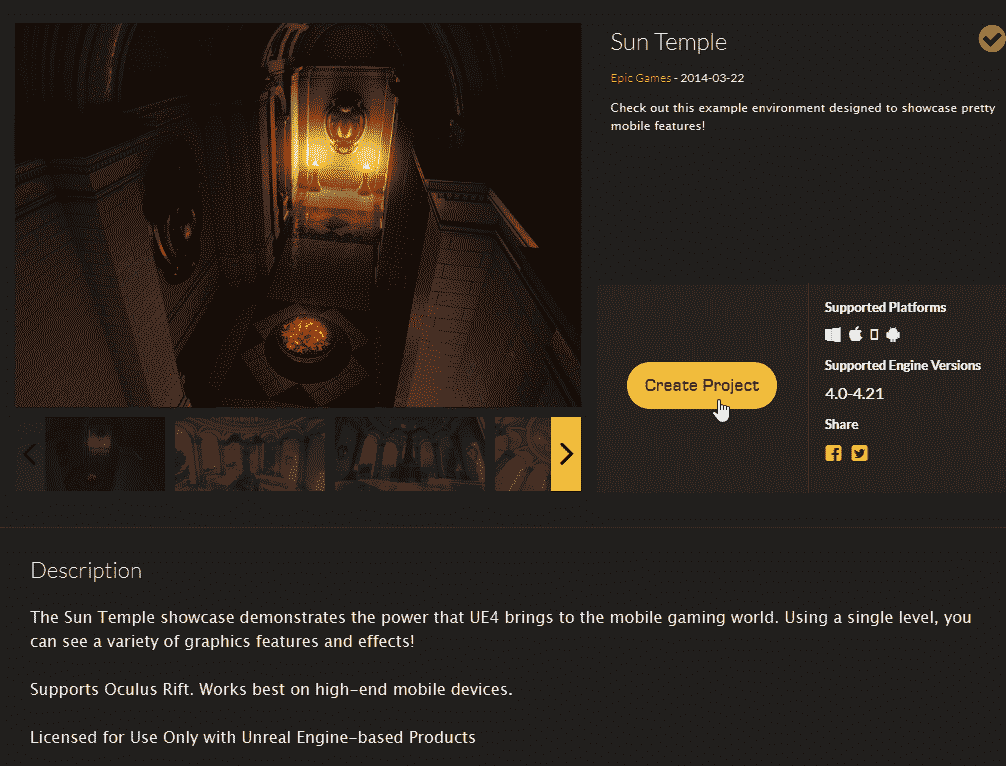 Sun Temple
Epic Games - 2014-03-22
Check out this example environment designed to showcase pretty
mobile features!
Create Project
Supported Platforms
Supported Engine Versions
4.0-4.21
Share
Description
The Sun Temple showcase demonstrates the power that UE4 brings to the mobile gaming world. Using a single level, you
can see a variety of graphics features and effects!
Supports Oculus Rift. Works best on high-end mobile devices.
Licensed for Use Only with Unreal Engine-based Products